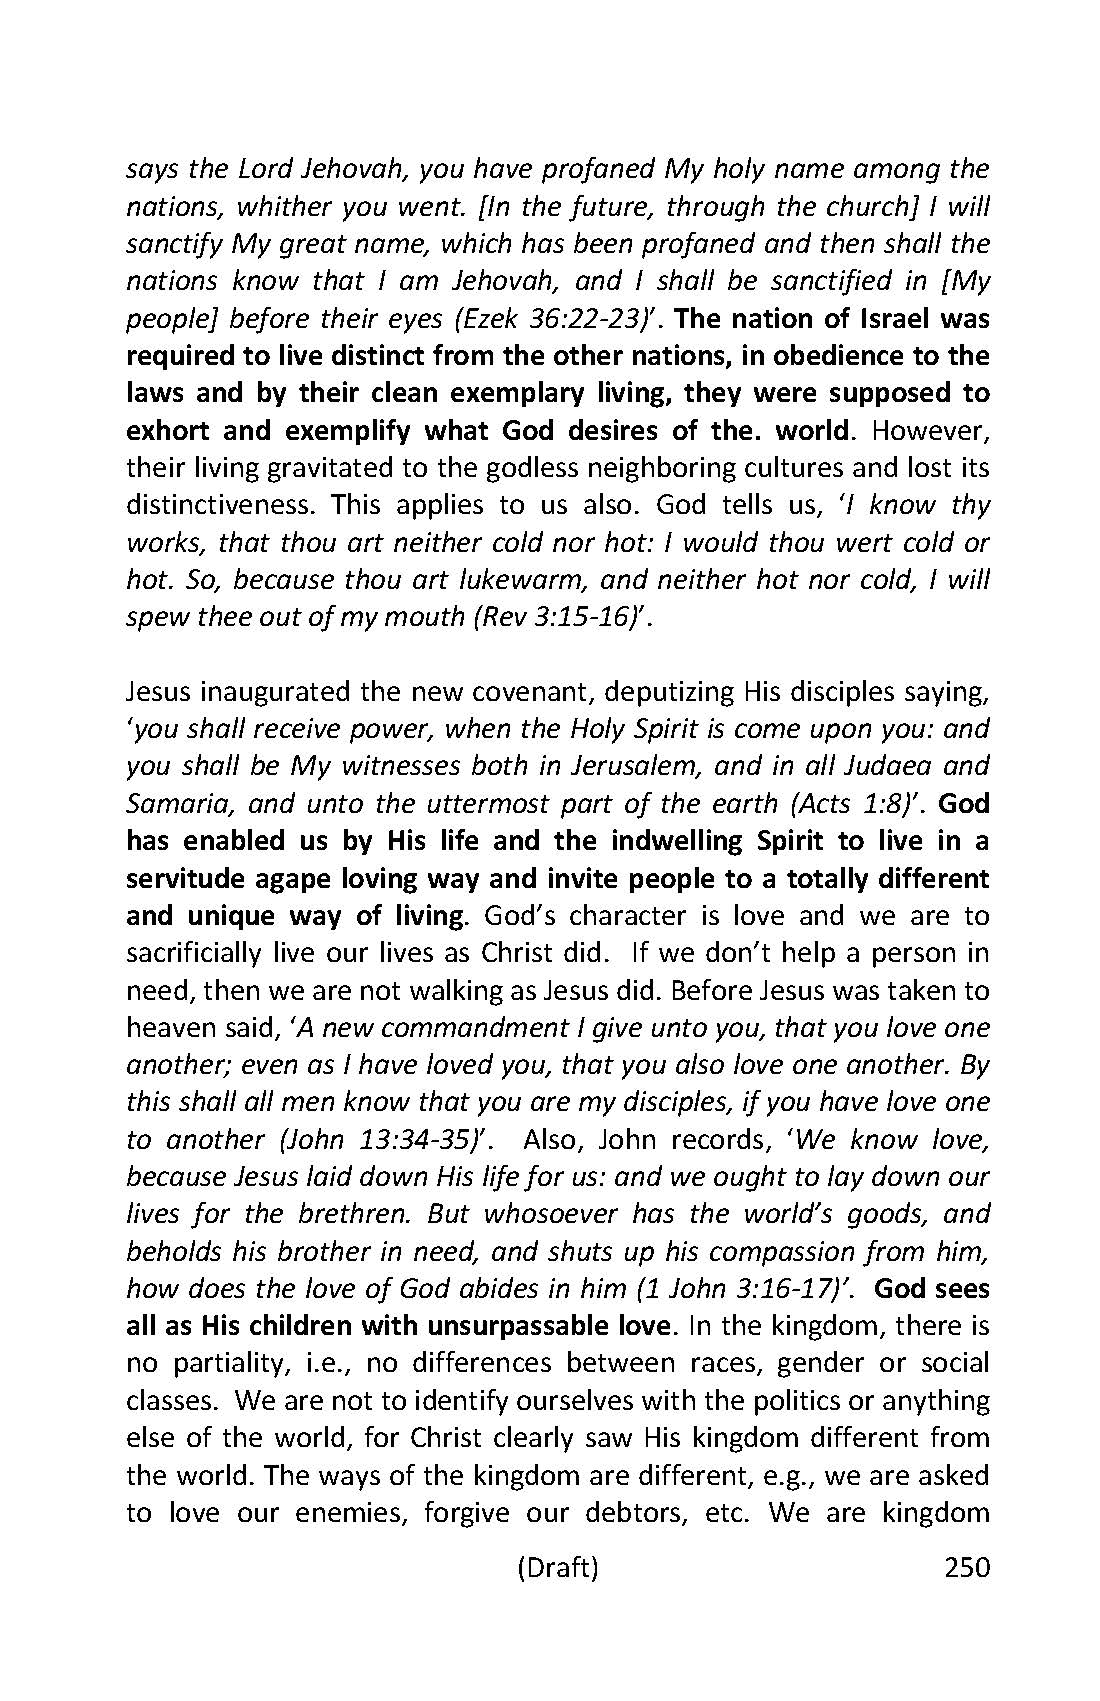 says the Lord Jehovah, you have profaned My holy name among the
nations, whither you went. [In the future, through the church] I will
sanctify My great name, which has been profaned and then shall the
nations know that I am Jehovah, and I shall be sanctified in [My
people] before their eyes (Ezek 36:22-23)’. The nation of Israel was
required to live distinct from the other nations, in obedience to the
laws and by their clean exemplary living, they were supposed to
exhort and exemplify what God desires of the. world. However,
their living gravitated to the godless neighboring cultures and lost its
distinctiveness. This applies to us also. God tells us, ‘I know thy
works, that thou art neither cold nor hot: I would thou wert cold or
hot. So, because thou art lukewarm, and neither hot nor cold, I will
spew thee out of my mouth (Rev 3:15-16)’.
Jesus inaugurated the new covenant, deputizing His disciples saying,
‘you shall receive power, when the Holy Spirit is come upon you: and
you shall be My witnesses both in Jerusalem, and in all Judaea and
Samaria, and unto the uttermost part of the earth (Acts 1:8)’. God
has enabled us by His life and the indwelling Spirit to live in a
servitude agape loving way and invite people to a totally different
and unique way of living. God’s character is love and we are to
sacrificially live our lives as Christ did. If we don’t help a person in
need, then we are not walking as Jesus did. Before Jesus was taken to
heaven said, ‘A new commandment I give unto you, that you love one
another; even as I have loved you, that you also love one another. By
this shall all men know that you are my disciples, if you have love one
to another (John 13:34-35)’. Also, John records, ‘We know love,
because Jesus laid down His life for us: and we ought to lay down our
lives for the brethren. But whosoever has the world’s goods, and
beholds his brother in need, and shuts up his compassion from him,
how does the love of God abides in him (1 John 3:16-17)’. God sees
all as His children with unsurpassable love. In the kingdom, there is
no partiality, i.e., no differences between races, gender or social
classes. We are not to identify ourselves with the politics or anything
else of the world, for Christ clearly saw His kingdom different from
the world. The ways of the kingdom are different, e.g., we are asked
to love our enemies, forgive our debtors, etc. We are kingdom
(Draft) 250